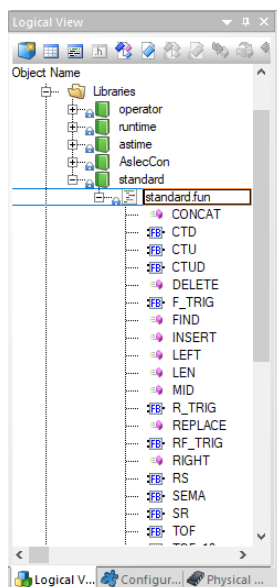 Logical View
Object Name
Libraries
operator
runtime
astime
AslecCon
standard
standard.fun
CONCAT
FB CTD
FB CTU
FB CTUD
DELETE
FB F_TRIG
FIND
INSERT
LEFT
LEN
MID
FB R_TRIG
REPLACE
FB RF_TRIG
RIGHT
FB RS
FB SEMA
FB SR
FB TOF
Logical V... Configur... Physical ...